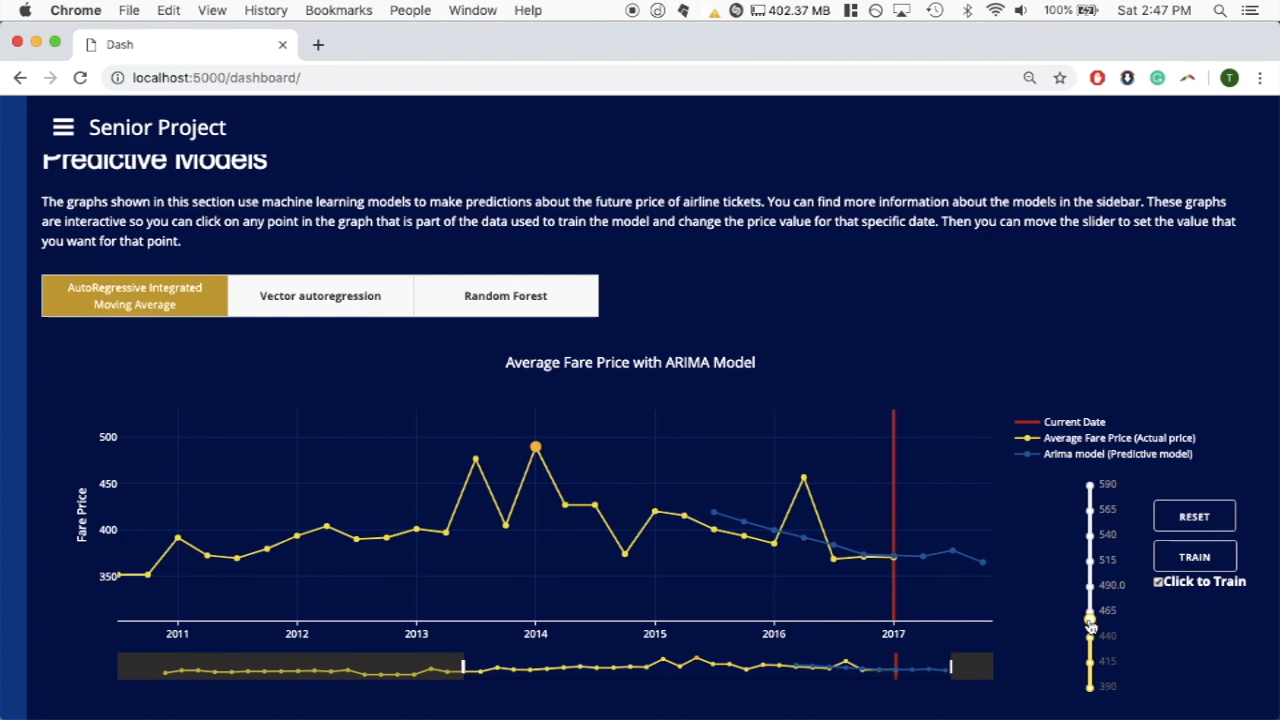 Chrome File Edit View History Bookmarks People Window Help 402.37 MB 100% Sat 2:47 PM
Dash
localhost:5000/dashboard/
T
Senior Project
Predictive Models
The graphs shown in this section use machine learning models to make predictions about the future price of airline tickets. You can find more information about the models in the sidebar. These graphs
are interactive so you can click on any point in the graph that is part of the data used to train the model and change the price value for that specific date. Then you can move the slider to set the value that
you want for that point.
AutoRegressive Integrated
Moving Average
Vector autoregression
Random Forest
Average Fare Price with ARIMA Model
Fare Price
500
450
400
350
2011 2012 2013 2014 2015 2016 2017
Current Date
Average Fare Price (Actual price)
Arima model (Predictive model)
590
565
540
515
490.0
465
440
415
390
RESET
TRAIN
Click to Train